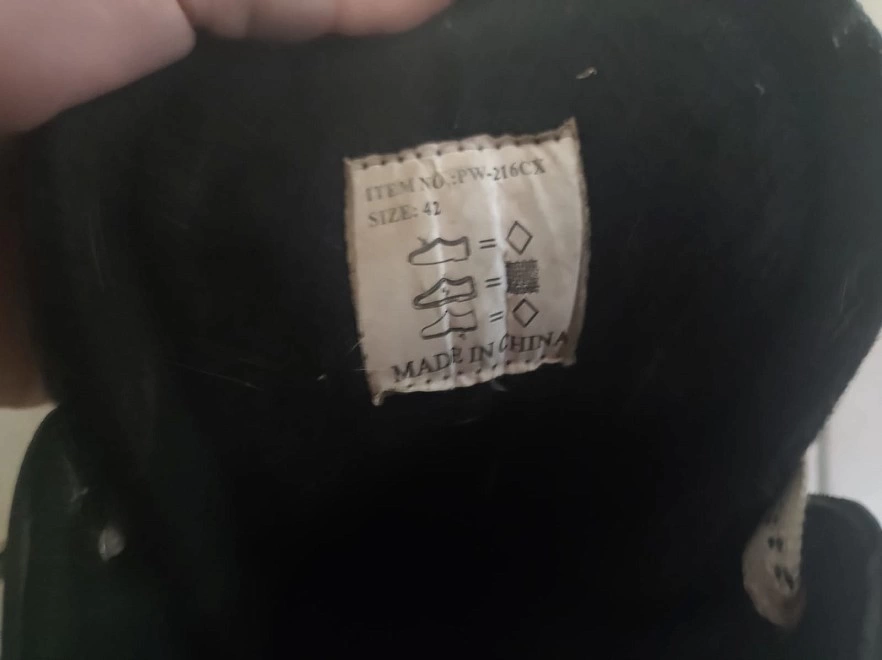 ITEM NO.:PW-216CX
SIZE: 42
=
=
=
MADE IN CHINA